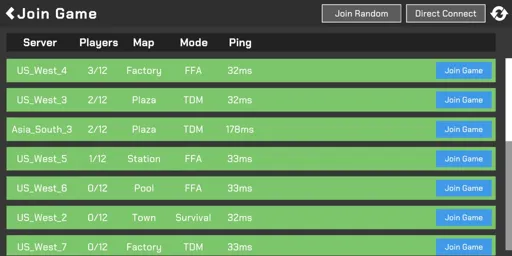 Join Game Join Random Direct Connect
Server Players Map Mode Ping
US_West_4 3/12 Factory FFA 32ms Join Game
US_West_3 2/12 Plaza TDM 32ms Join Game
Asia_South_3 2/12 Plaza TDM 178ms Join Game
US_West_5 1/12 Station FFA 33ms Join Game
US_West_6 0/12 Pool FFA 33ms Join Game
US_West_2 0/12 Town Survival 32ms Join Game
US_West_7 0/12 Factory TDM 33ms Join Game